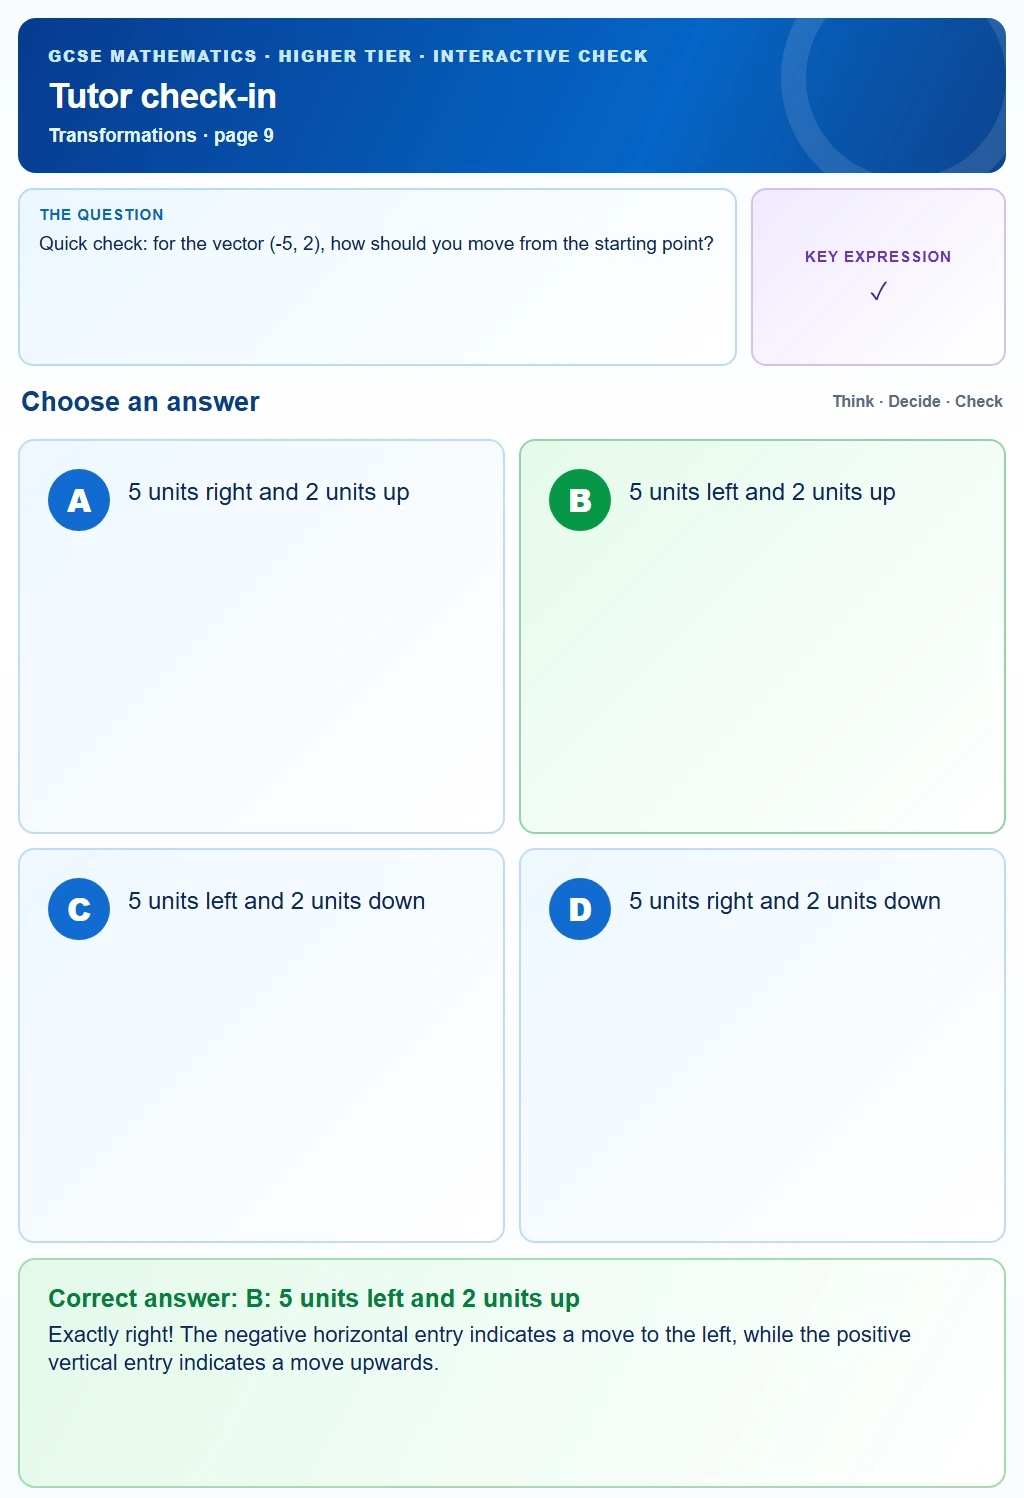 GCSE MATHEMATICS · HIGHER TIER · INTERACTIVE CHECK
Tutor check-in
Transformations · page 9
THE QUESTION
Quick check: for the vector (-5, 2), how should you move from the starting point?
KEY EXPRESSION
✓
Choose an answer
Think · Decide · Check
A
5 units right and 2 units up
B
5 units left and 2 units up
C
5 units left and 2 units down
D
5 units right and 2 units down
Correct answer: B: 5 units left and 2 units up
Exactly right! The negative horizontal entry indicates a move to the left, while the positive
vertical entry indicates a move upwards.